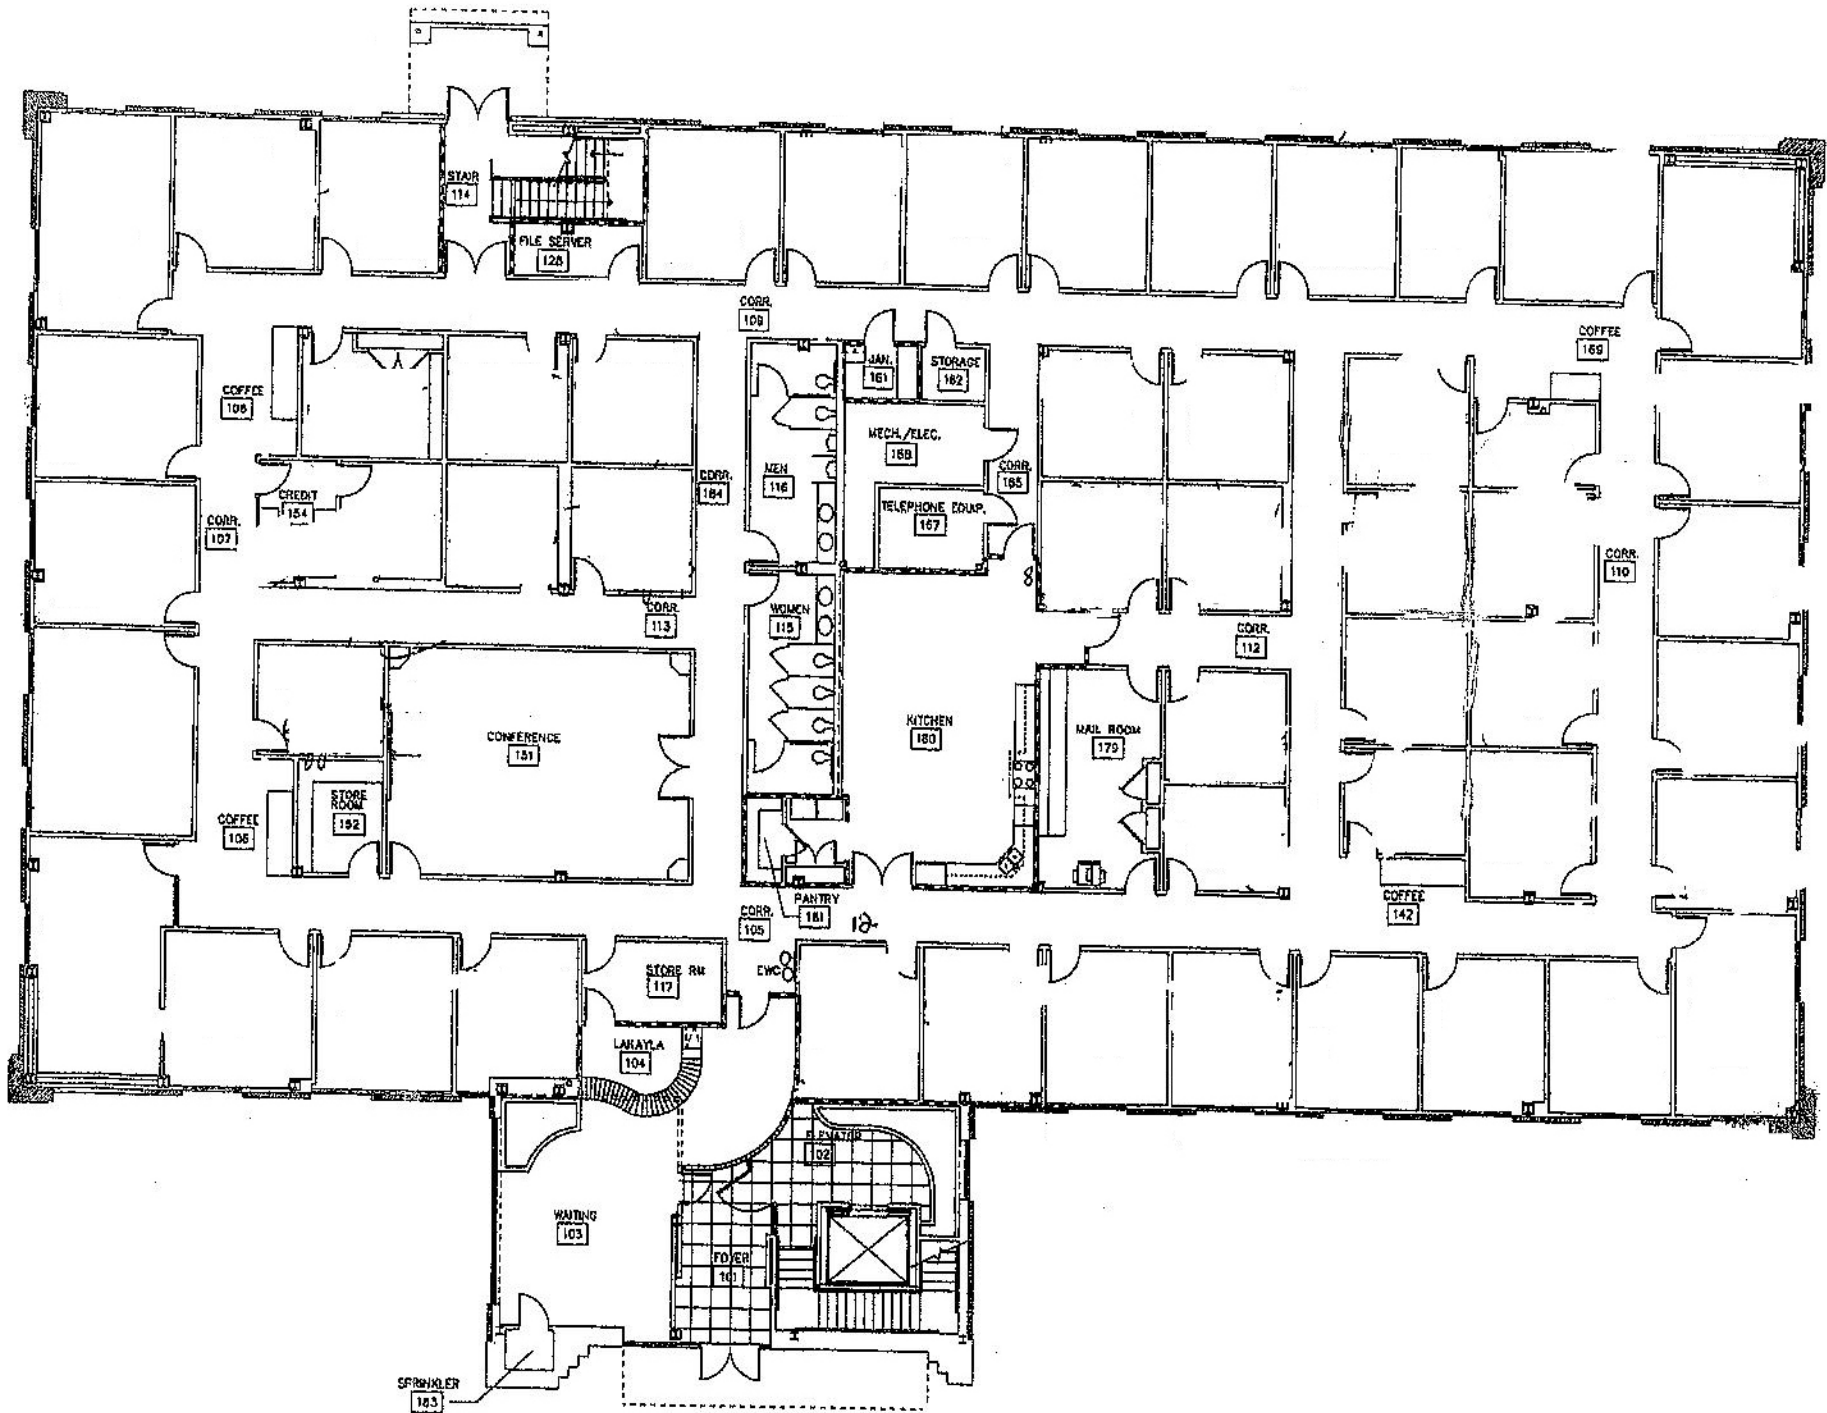 STAIR
114
FILE SERVER
128
CORR.
109
COFFEE
169
JAN.
161
STORAGE
162
COFFEE
108
MECH./ELEC.
168
MEN
116
CORR.
164
CORR.
165
CREDIT
154
TELEPHONE EQUIP.
167
CORR.
107
CORR.
110
8
CORR.
113
WOMEN
115
CORR.
112
CONFERENCE
151
KITCHEN
180
MAIL ROOM
179
STORE
ROOM
152
COFFEE
106
PANTRY
181
COFFEE
142
CORR.
105
12
STORE RM
117
EWC
104
ELEVATOR
102
WAITING
103
FOYER
101
SPRINKLER
183